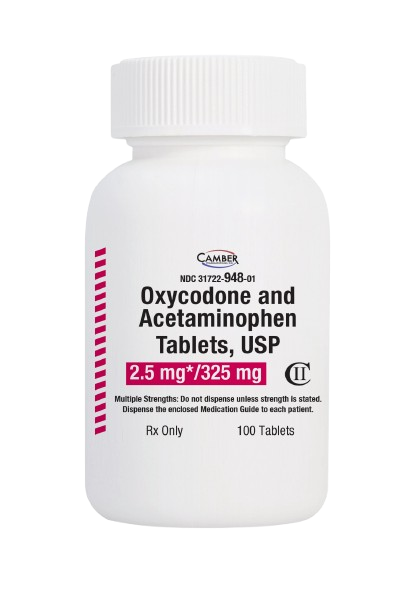 CAMBER
NDC 31722-948-01
Oxycodone and
Acetaminophen
Tablets, USP
2.5 mg*/325 mg CII
Multiple Strengths: Do not dispense unless strength is stated.
Dispense the enclosed Medication Guide to each patient.
Rx Only 100 Tablets